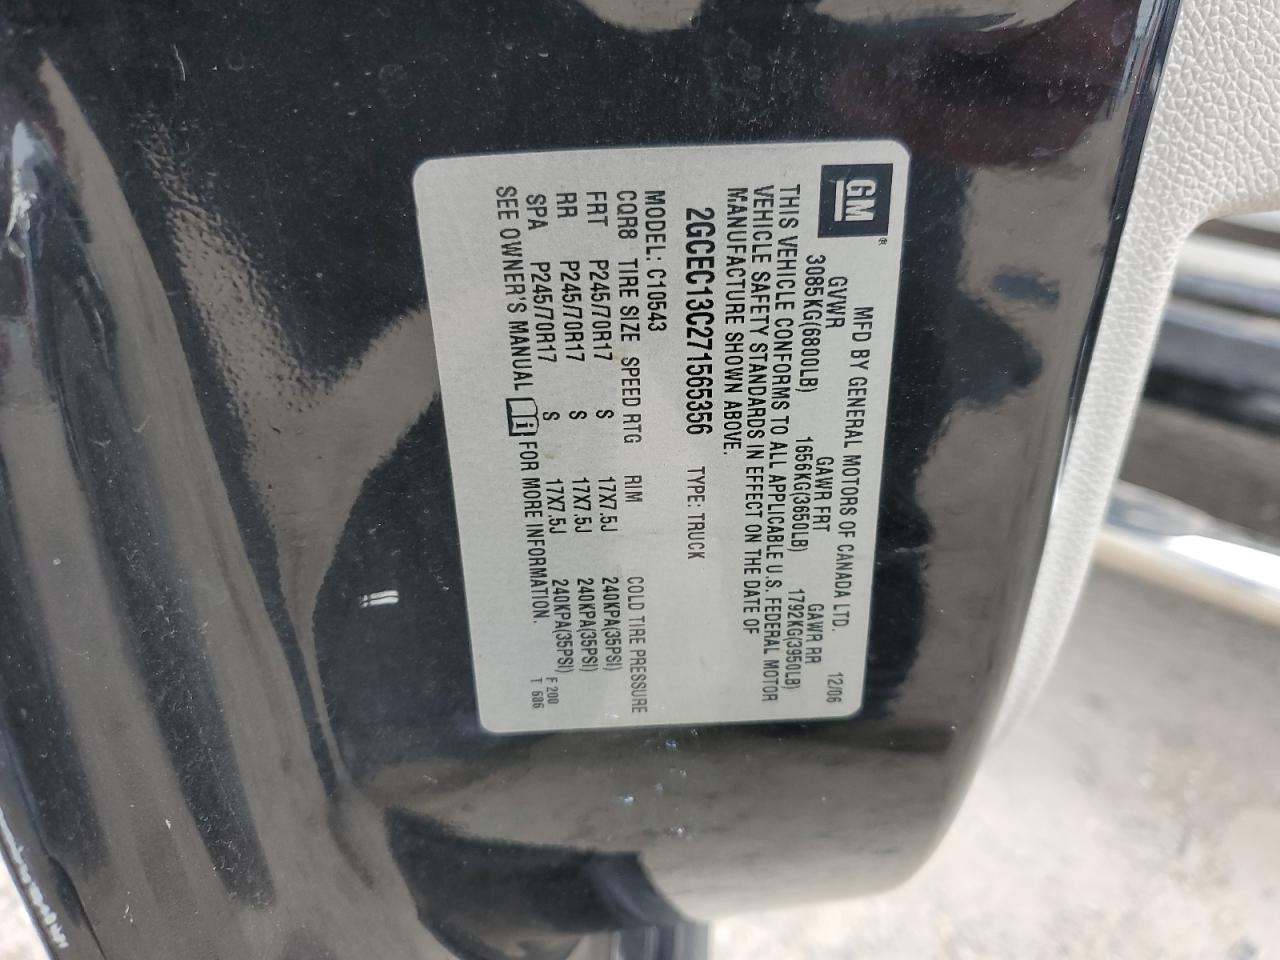 GM ®
MFD BY GENERAL MOTORS OF CANADA LTD. 12/06
GVWR GAWR FRT GAWR RR
3085KG(6800LB) 1656KG(3650LB) 1792KG(3950LB)
THIS VEHICLE CONFORMS TO ALL APPLICABLE U.S. FEDERAL MOTOR
VEHICLE SAFETY STANDARDS IN EFFECT ON THE DATE OF
MANUFACTURE SHOWN ABOVE.
2GCEC13C271565356 TYPE: TRUCK
MODEL: C10543
CQR8 TIRE SIZE SPEED RTG RIM COLD TIRE PRESSURE
FRT P245/70R17 S 17X7.5J 240KPA(35PSI)
RR P245/70R17 S 17X7.5J 240KPA(35PSI)
SPA P245/70R17 S 17X7.5J 240KPA(35PSI)
SEE OWNER'S MANUAL i FOR MORE INFORMATION.
F 200
T 686